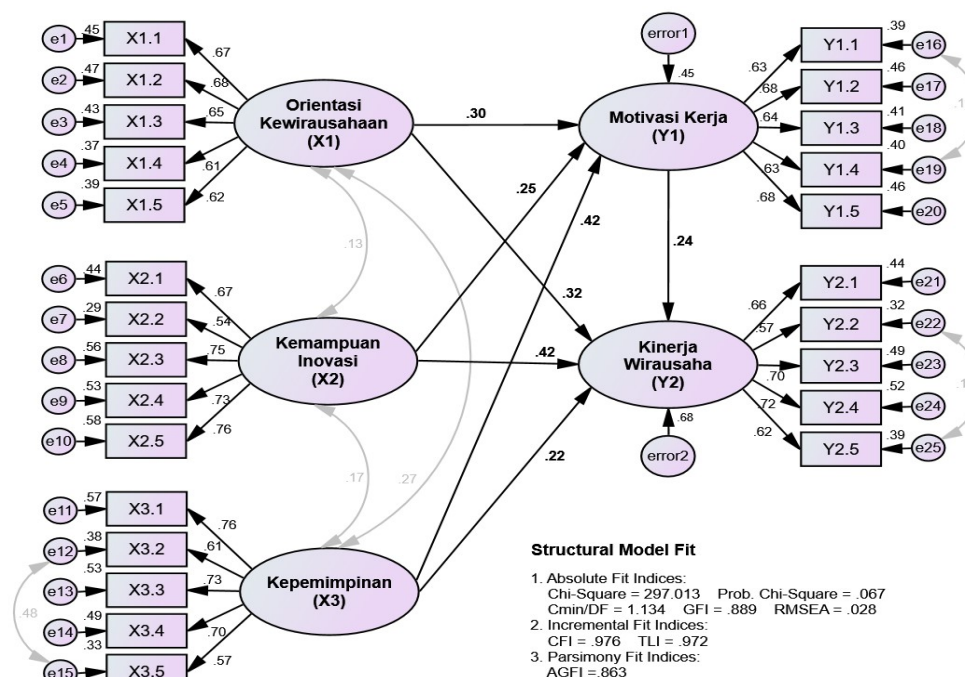 e1
.45
X1.1
.67
e2
.47
X1.2
.68
e3
.43
X1.3
.65
e4
.37
X1.4
.61
e5
.39
X1.5
.62
Orientasi
Kewirausahaan
(X1)
e6
.44
X2.1
.67
e7
.29
X2.2
.54
e8
.56
X2.3
.75
e9
.53
X2.4
.73
e10
.58
X2.5
.76
Kemampuan
Inovasi
(X2)
e11
.57
X3.1
.76
e12
.38
X3.2
.61
e13
.53
X3.3
.73
e14
.49
X3.4
.70
e15
.33
X3.5
.57
.48
Kepemimpinan
(X3)
.13
.17
.27
.30
.25
.42
.32
.42
.22
.24
error1
.45
Motivasi Kerja
(Y1)
.63
Y1.1
.39
e16
.68
Y1.2
.46
e17
.64
Y1.3
.41
e18
.63
Y1.4
.40
e19
.68
Y1.5
.46
e20
Kinerja
Wirausaha
(Y2)
.68
error2
.66
Y2.1
.44
e21
.57
Y2.2
.32
e22
.70
Y2.3
.49
e23
.72
Y2.4
.52
e24
.62
Y2.5
.39
e25
Structural Model Fit
1. Absolute Fit Indices:
Chi-Square = 297.013 Prob. Chi-Square = .067
Cmin/DF = 1.134 GFI = .889 RMSEA = .028
2. Incremental Fit Indices:
CFI = .976 TLI = .972
3. Parsimony Fit Indices:
AGFI =.863